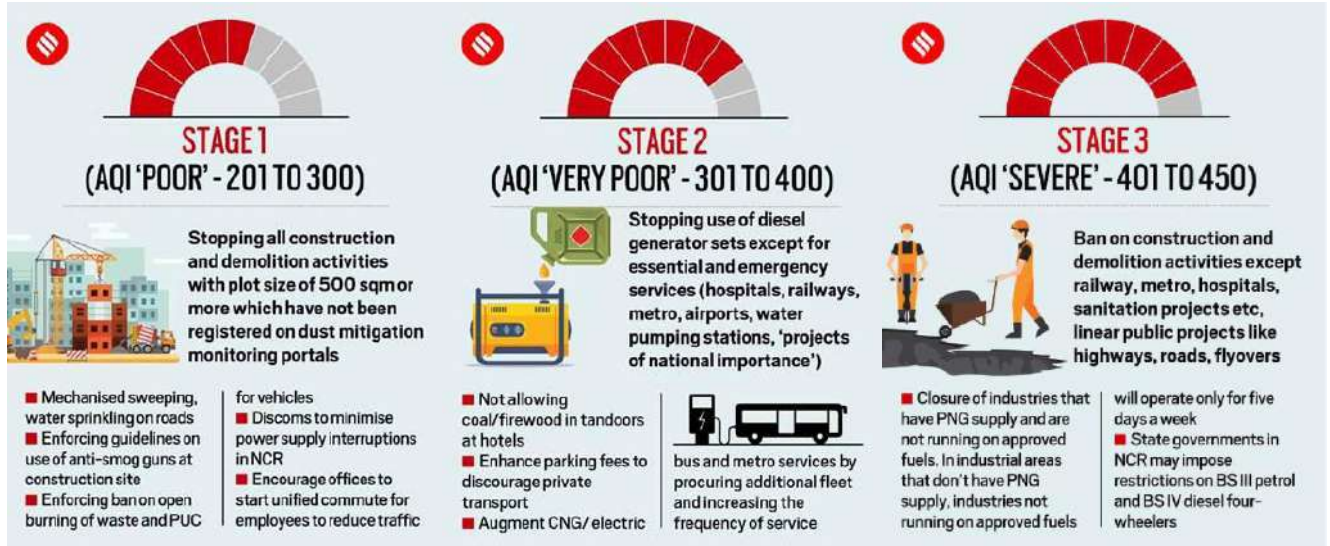 STAGE 1
(AQI ‘POOR’ - 201 TO 300)
Stopping all construction
and demolition activities
with plot size of 500 sqm or
more which have not been
registered on dust mitigation
monitoring portals
Mechanised sweeping,
water sprinkling on roads
Enforcing guidelines on
use of anti-smog guns at
construction site
Enforcing ban on open
burning of waste and PUC
for vehicles
Discoms to minimise
power supply interruptions
in NCR
Encourage offices to
start unified commute for
employees to reduce traffic
STAGE 2
(AQI ‘VERY POOR’ - 301 TO 400)
Stopping use of diesel
generator sets except for
essential and emergency
services (hospitals, railways,
metro, airports, water
pumping stations, ‘projects
of national importance’)
Not allowing
coal/firewood in tandoors
at hotels
Enhance parking fees to
discourage private
transport
Augment CNG/ electric
bus and metro services by
procuring additional fleet
and increasing the
frequency of service
STAGE 3
(AQI ‘SEVERE’ - 401 TO 450)
Ban on construction and
demolition activities except
railway, metro, hospitals,
sanitation projects etc,
linear public projects like
highways, roads, flyovers
Closure of industries that
have PNG supply and are
not running on approved
fuels. In industrial areas
that don’t have PNG
supply, industries not
running on approved fuels
will operate only for five
days a week
State governments in
NCR may impose
restrictions on BS III petrol
and BS IV diesel four-
wheelers